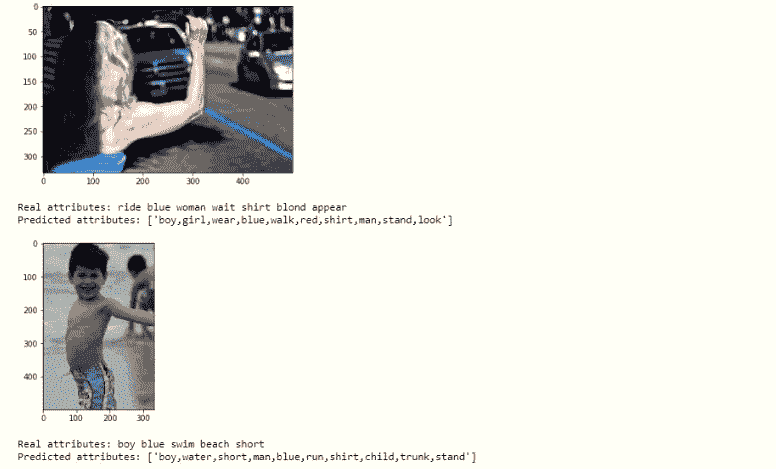 0
50
100
150
200
250
300
0 100 200 300 400
Real attributes: ride blue woman wait shirt blond appear
Predicted attributes: ['boy,girl,wear,blue,walk,red,shirt,man,stand,look']
0
100
200
300
400
0 100 200 300
Real attributes: boy blue swim beach short
Predicted attributes: ['boy,water,short,man,blue,run,shirt,child,trunk,stand']